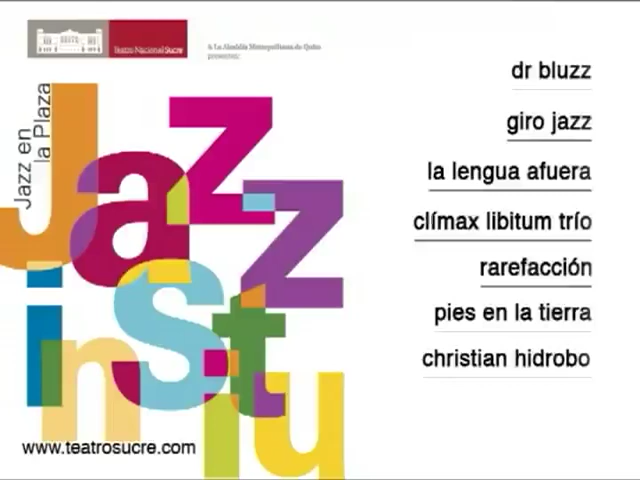 Teatro Nacional Sucre
& La Alcaldía Metropolitana de Quito
presentan:
Jazz en
la Plaza
Jazz
in situ
www.teatrosucre.com
dr bluzz
giro jazz
la lengua afuera
clímax libitum trío
rarefacción
pies en la tierra
christian hidrobo